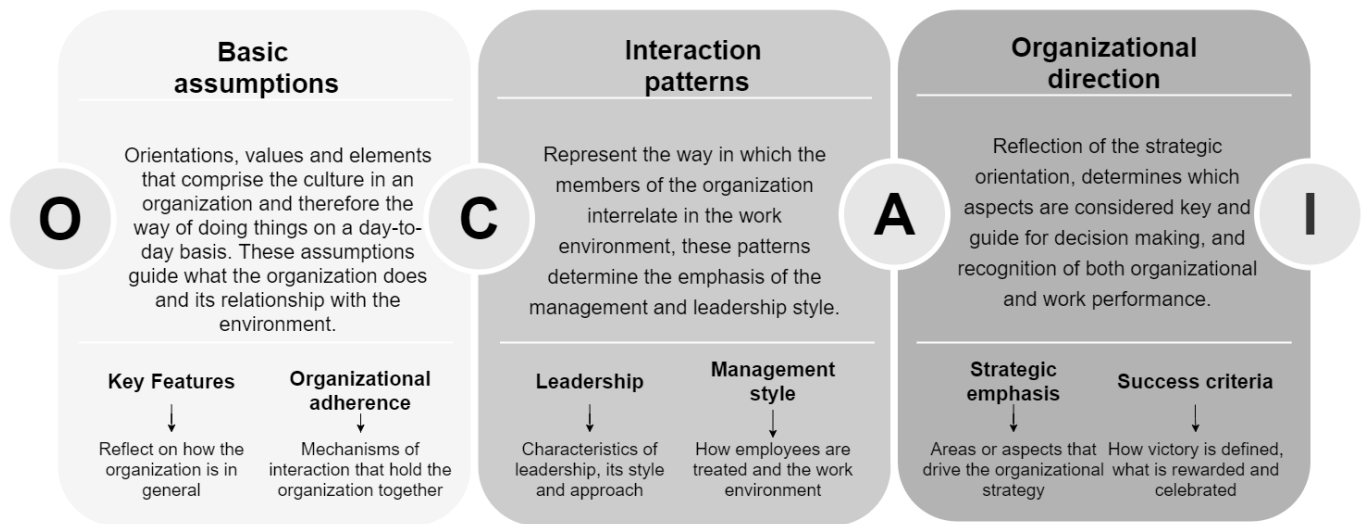 Basic
assumptions
Orientations, values and elements
that comprise the culture in an
organization and therefore the
way of doing things on a day-to-
day basis. These assumptions
guide what the organization does
and its relationship with the
environment.
Key Features
Reflect on how the
organization is in
general
Organizational
adherence
Mechanisms of
interaction that hold the
organization together
O
C
Interaction
patterns
Represent the way in which the
members of the organization
interrelate in the work
environment, these patterns
determine the emphasis of the
management and leadership style.
Leadership
Characteristics of
leadership, its style
and approach
Management
style
How employees are
treated and the work
environment
A
Organizational
direction
Reflection of the strategic
orientation, determines which
aspects are considered key and
guide for decision making, and
recognition of both organizational
and work performance.
Strategic
emphasis
Areas or aspects that
drive the organizational
strategy
Success criteria
How victory is defined,
what is rewarded and
celebrated
I